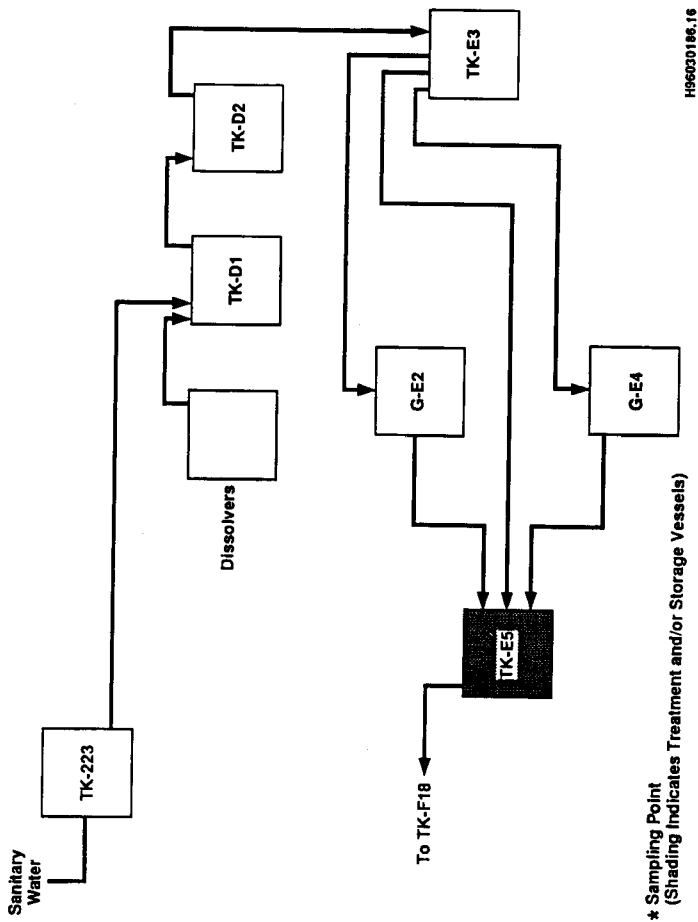 Sanitary
Water
TK-223
Dissolvers
TK-D1
TK-D2
TK-E3
G-E2
G-E4
TK-E5
To TK-F18
* Sampling Point
(Shading Indicates Treatment and/or Storage Vessels)
H96030186.16